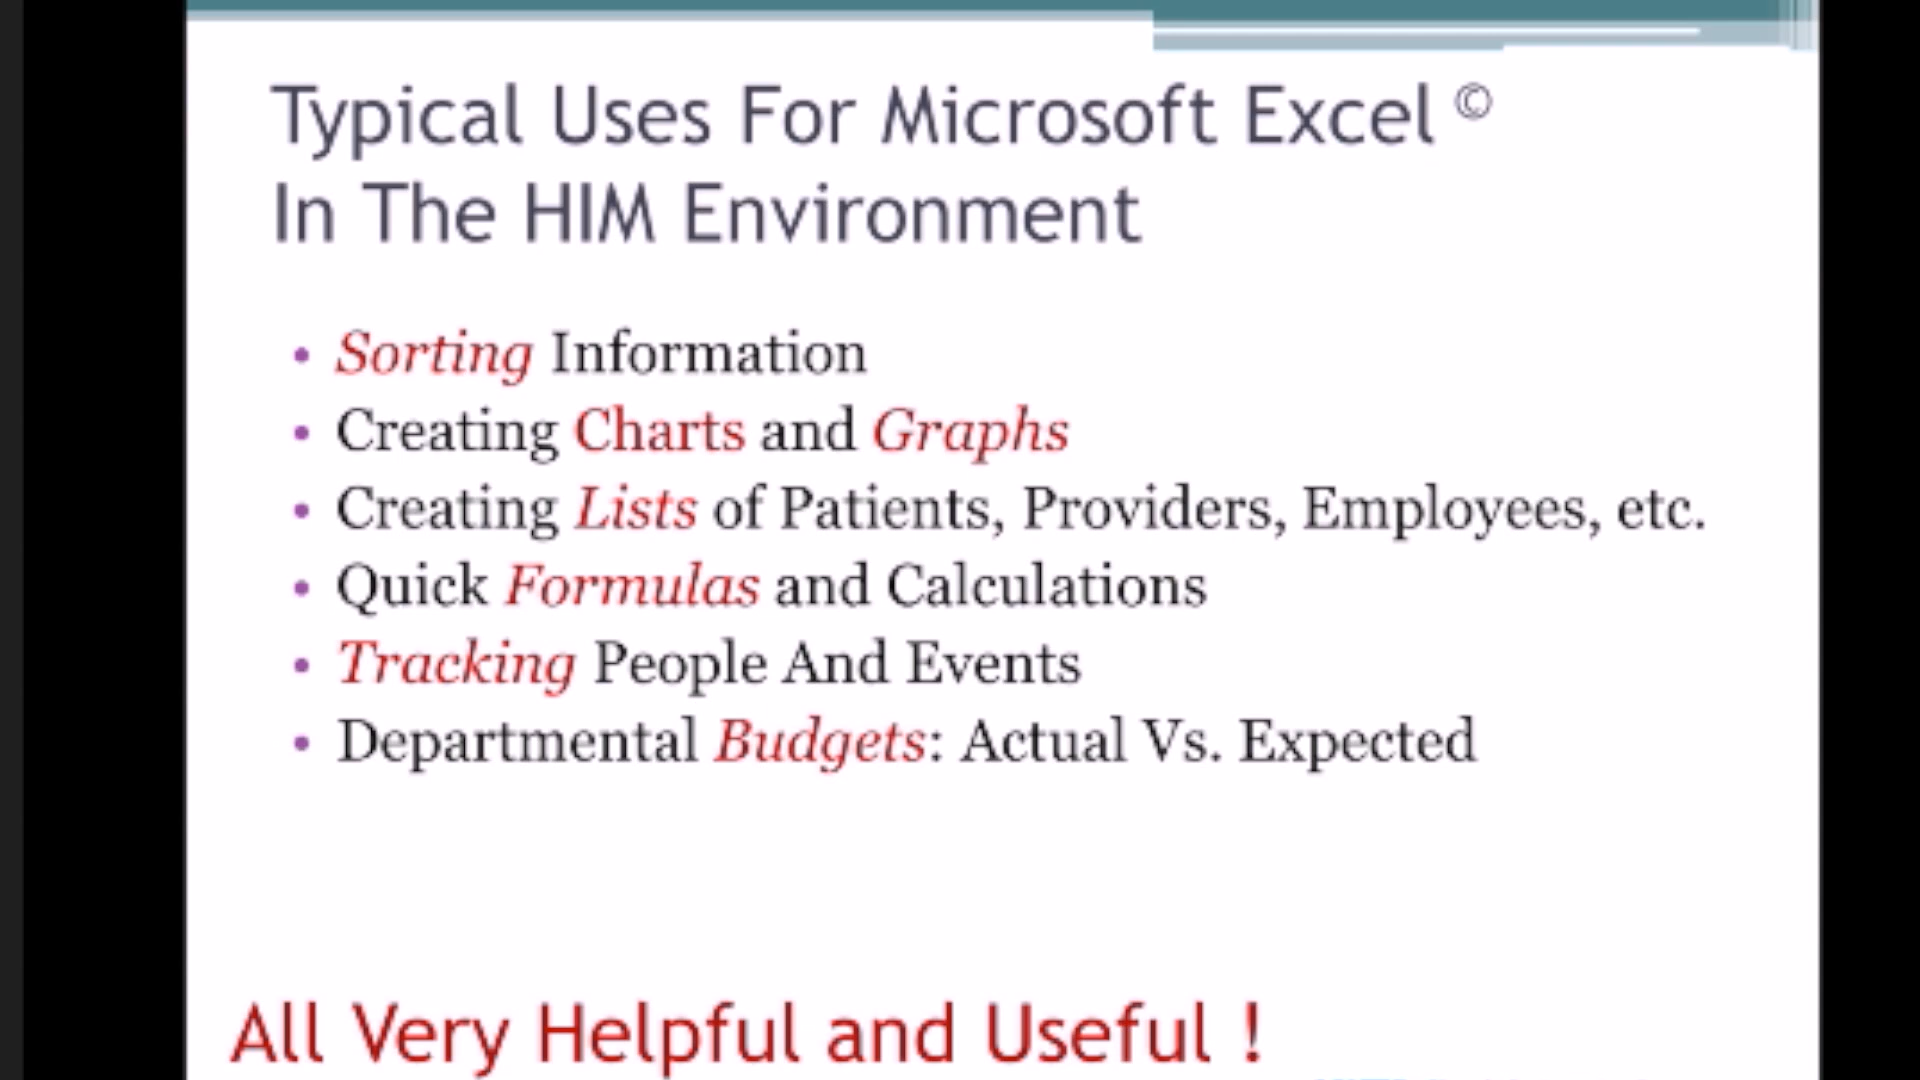 Typical Uses For Microsoft Excel ©
In The HIM Environment
• Sorting Information
• Creating Charts and Graphs
• Creating Lists of Patients, Providers, Employees, etc.
• Quick Formulas and Calculations
• Tracking People And Events
• Departmental Budgets: Actual Vs. Expected
All Very Helpful and Useful !